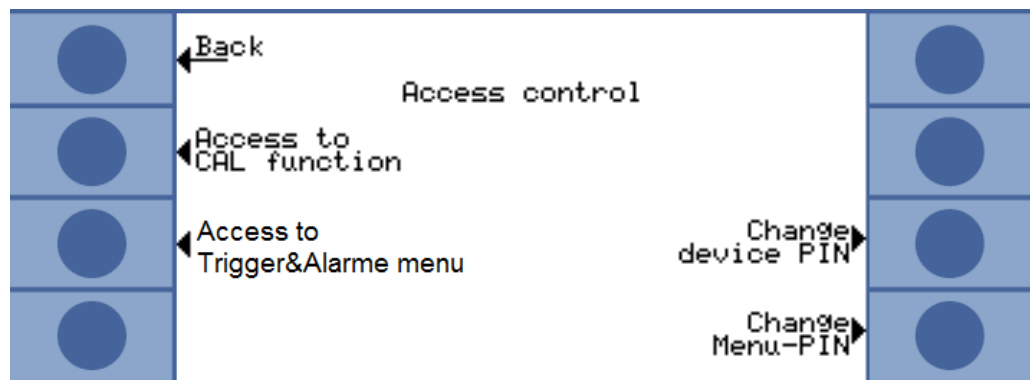 Back
Access control
Access to
CAL function
Access to
Trigger&Alarme menu
Change
device PIN
Change
Menu-PIN